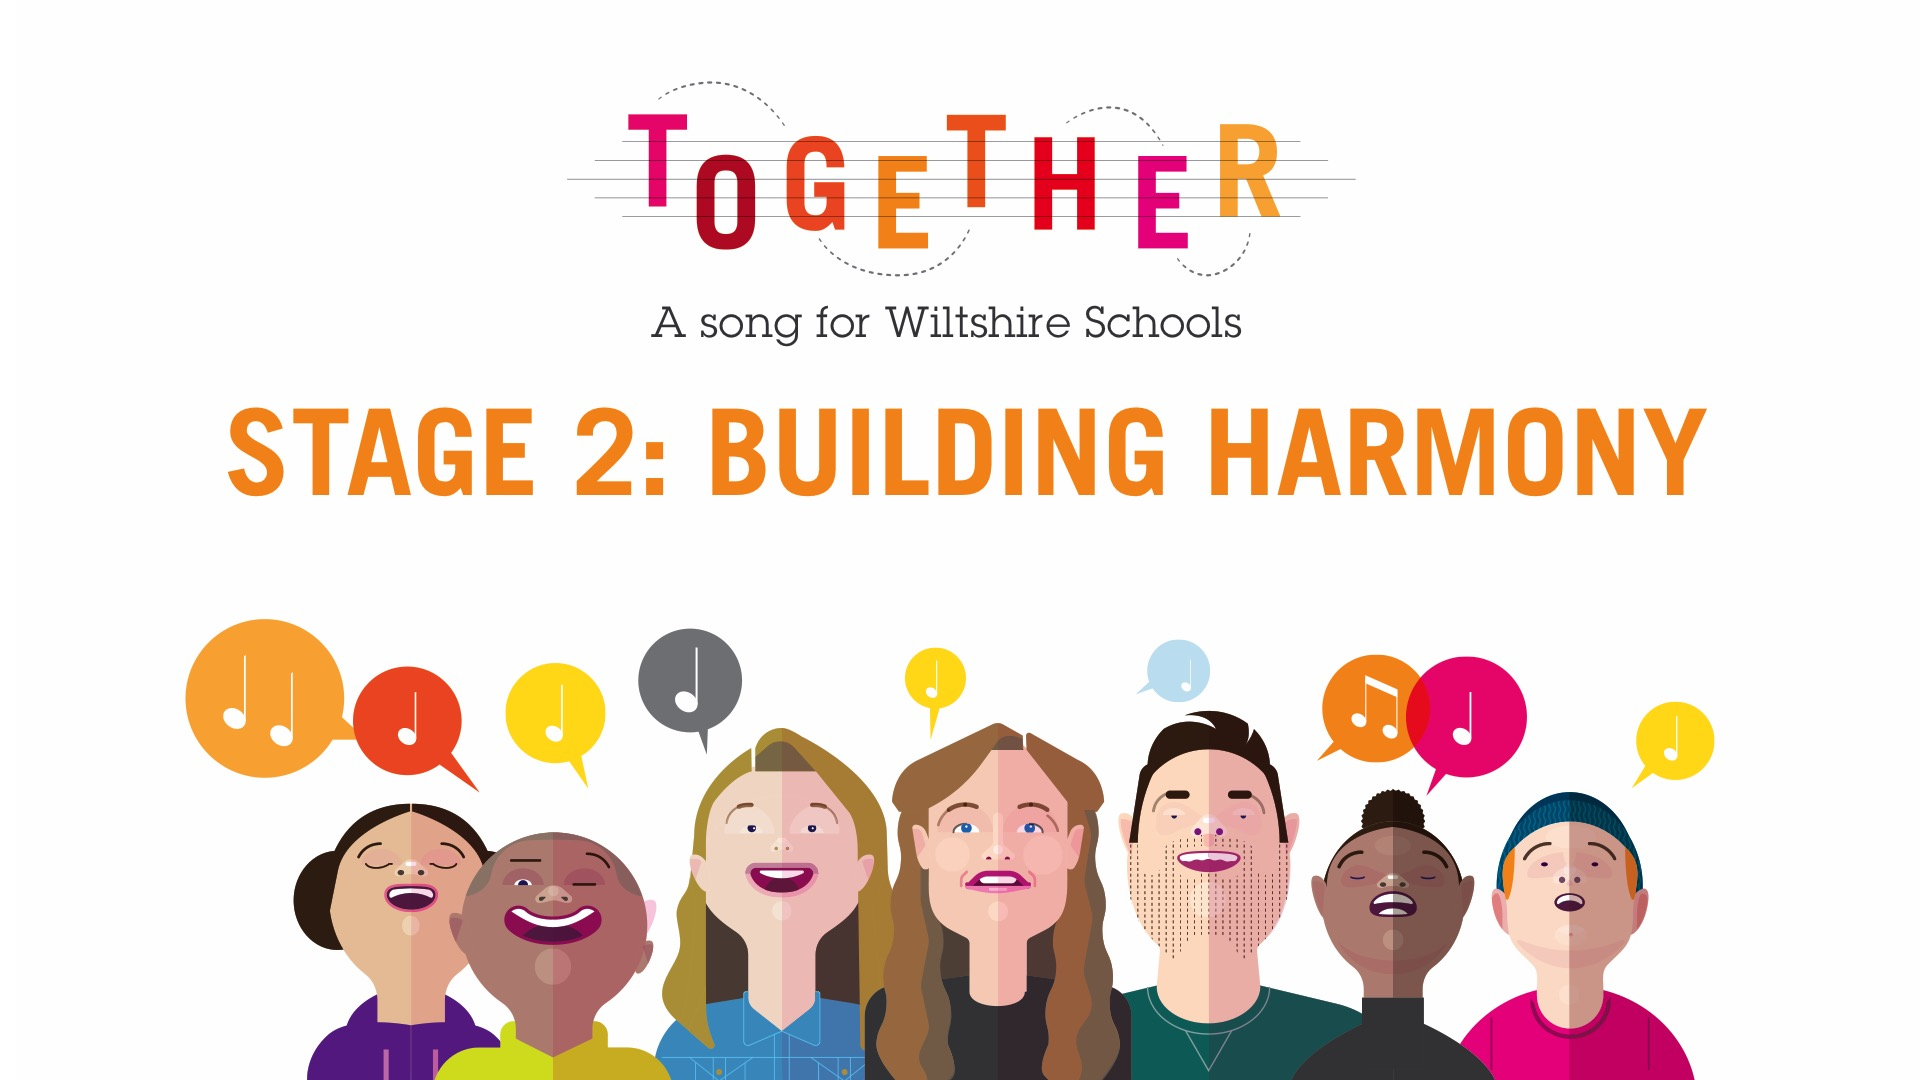 TOGETHER
A song for Wiltshire Schools
STAGE 2: BUILDING HARMONY